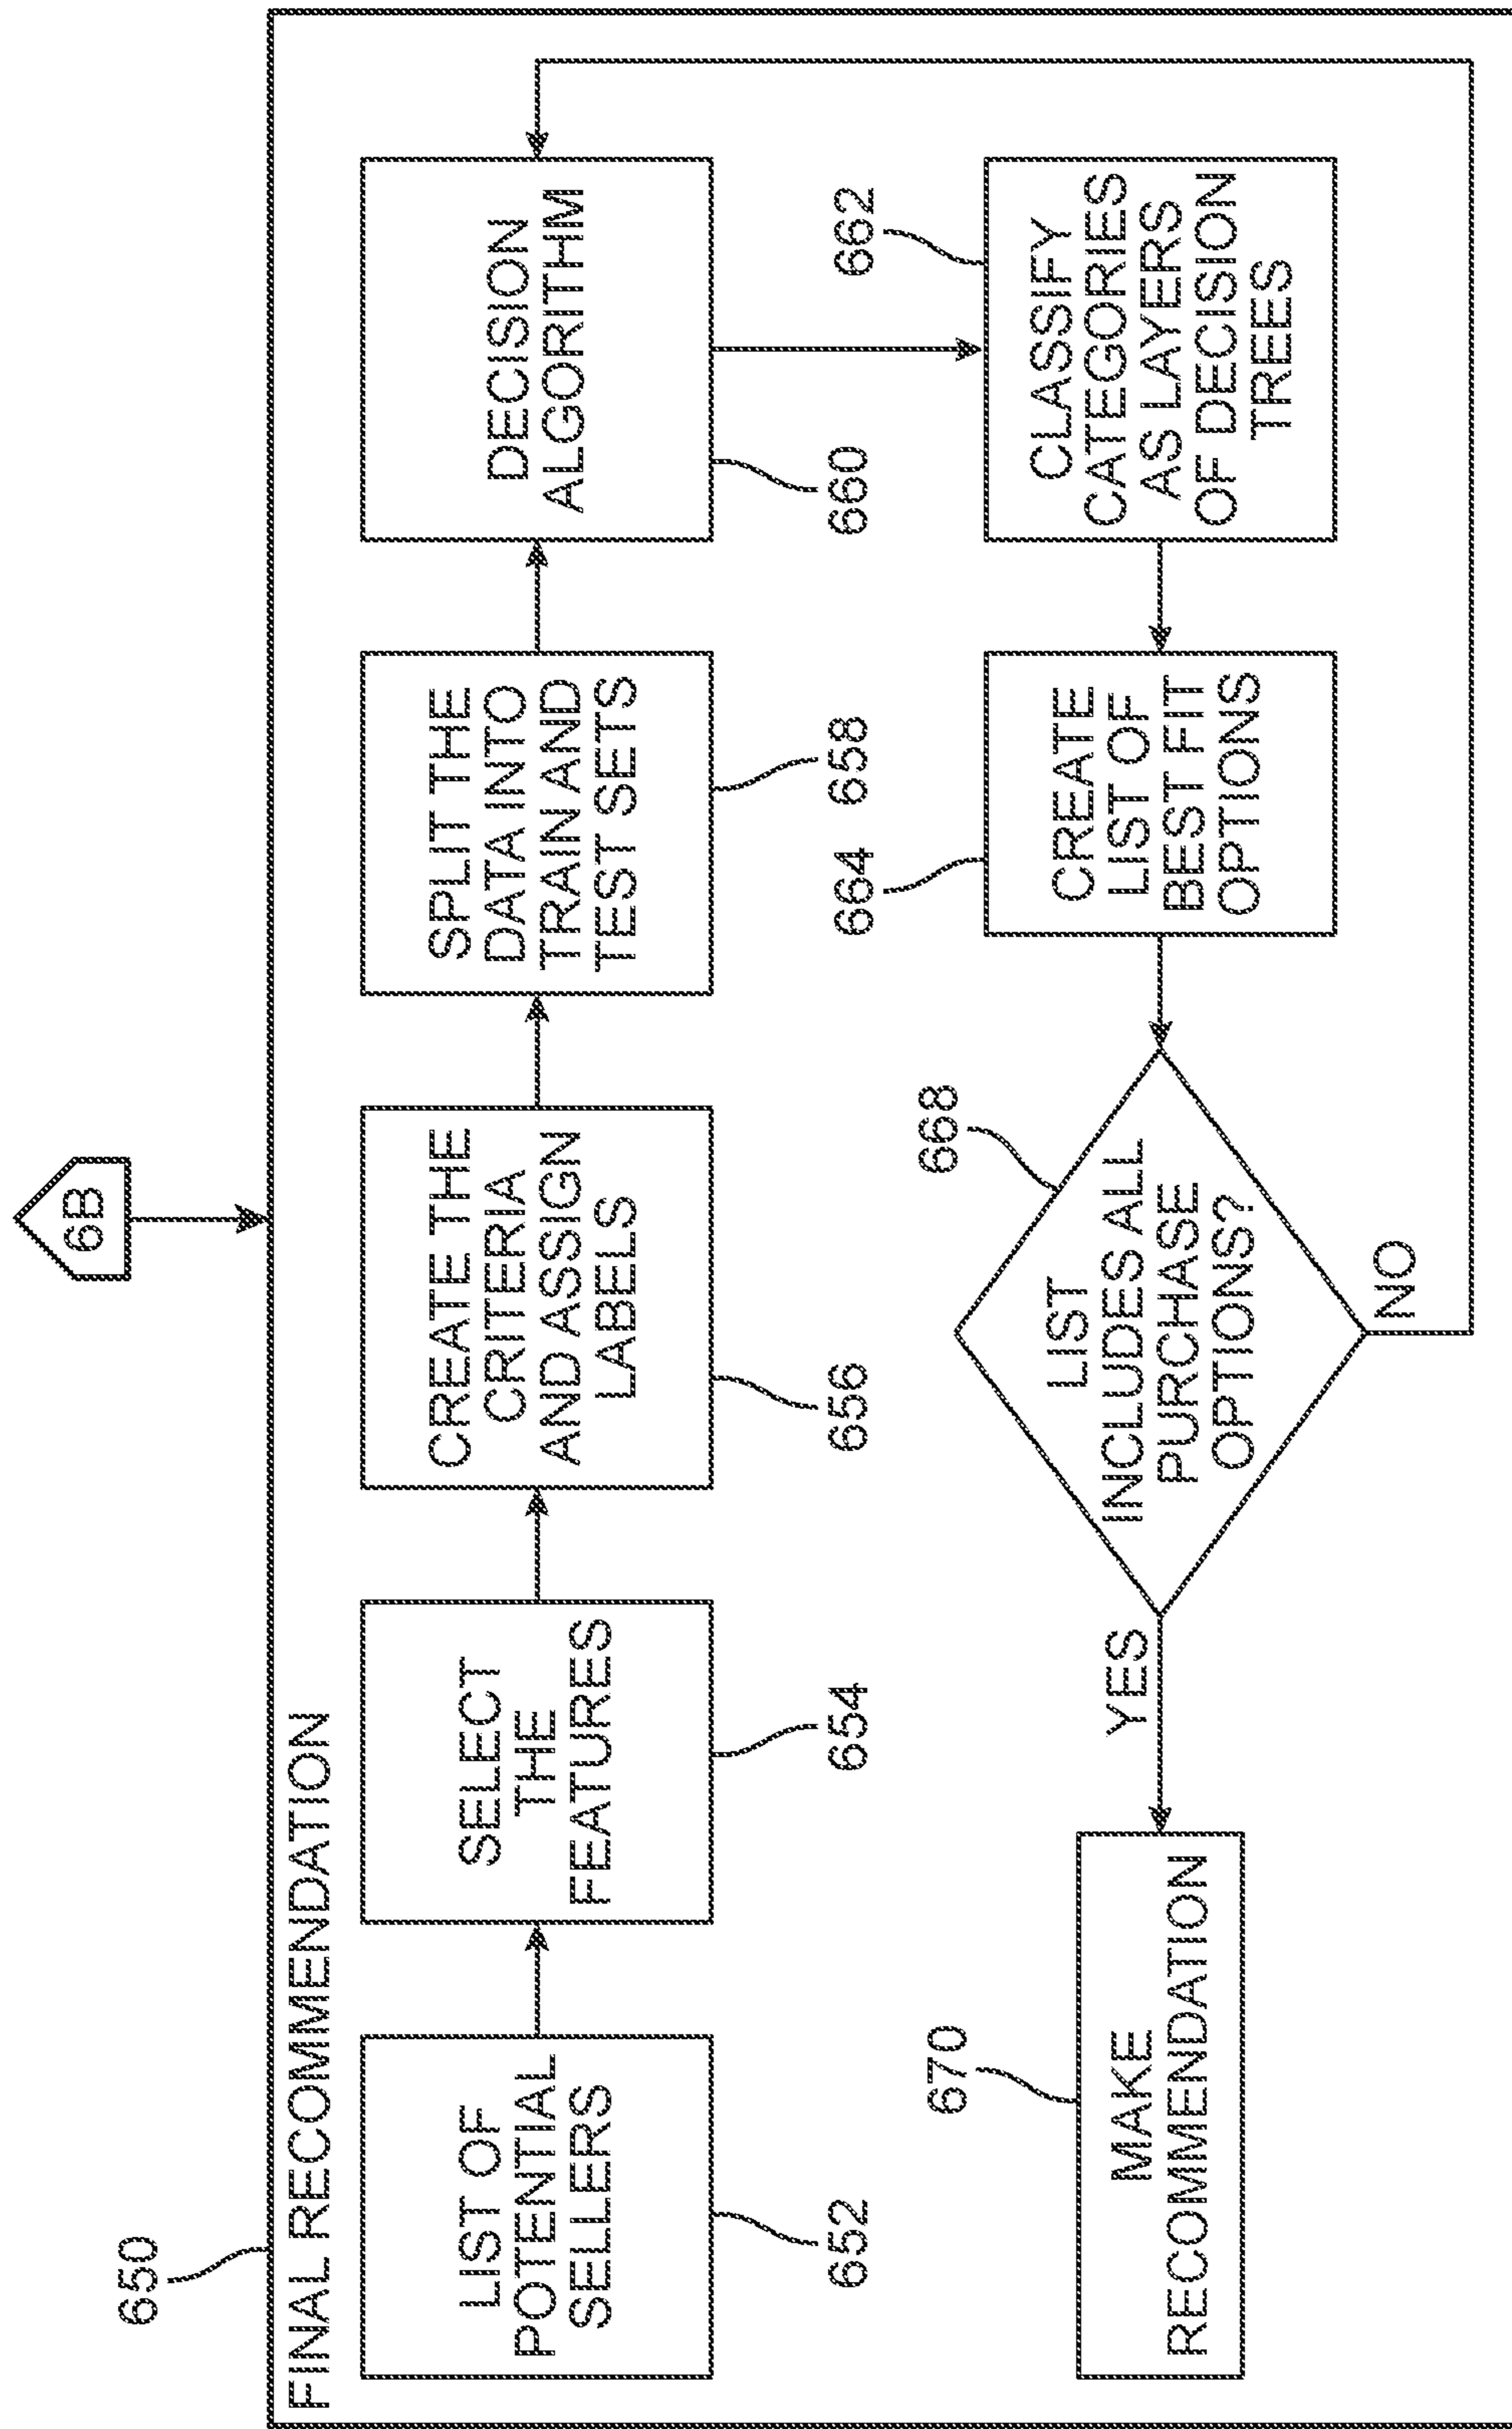 6B
650
FINAL RECOMMENDATION
LIST OF
POTENTIAL
SELLERS
652
SELECT
THE
FEATURES
654
CREATE THE
CRITERIA
AND ASSIGN
LABELS
656
SPLIT THE
DATA INTO
TRAIN AND
TEST SETS
658
DECISION
ALGORITHM
660
662
CLASSIFY
CATEGORIES
AS LAYERS
OF DECISION
TREES
664
CREATE
LIST OF
BEST FIT
OPTIONS
668
LIST
INCLUDES ALL
PURCHASE
OPTIONS?
NO
YES
670
MAKE
RECOMMENDATION